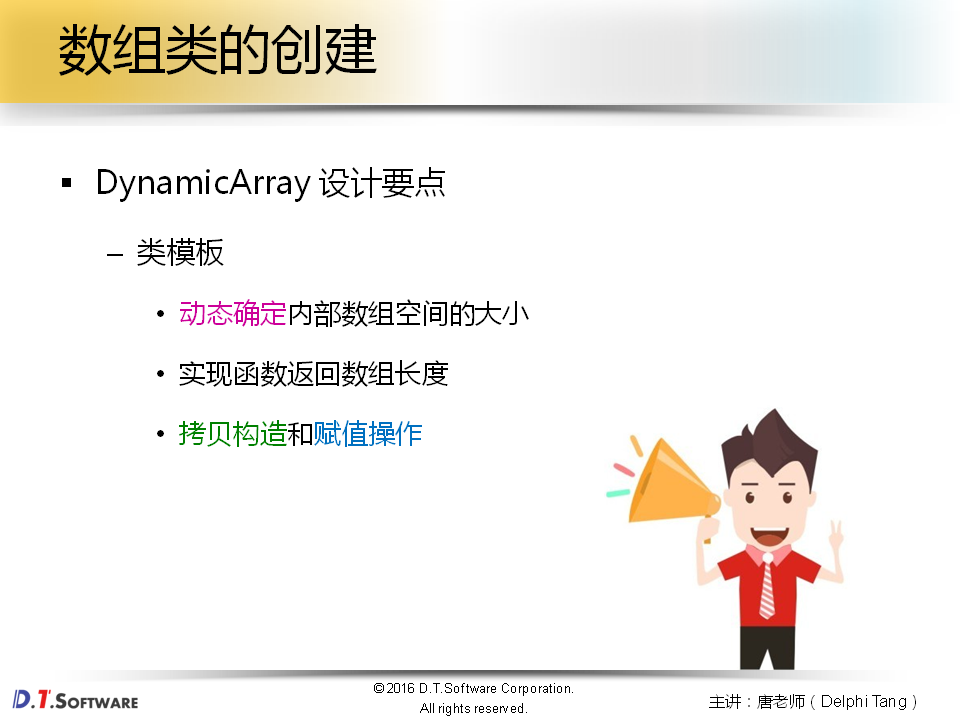 数组类的创建
▪ DynamicArray 设计要点
– 类模板
• 动态确定内部数组空间的大小
• 实现函数返回数组长度
• 拷贝构造和赋值操作
D.T.SOFTWARE
©2016 D.T.Software Corporation.
All rights reserved.
主讲：唐老师（Delphi Tang）